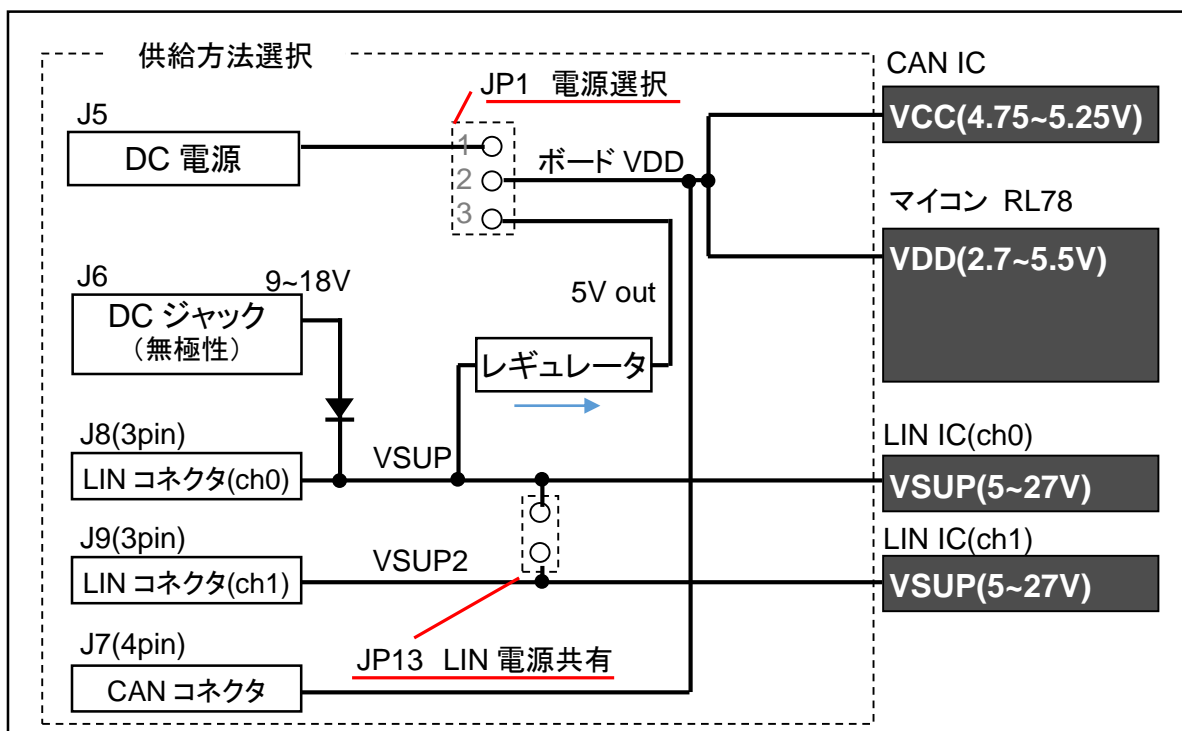 供給方法選択
JP1 電源選択
CAN IC
VCC(4.75~5.25V)
J5
DC 電源
1
2
3
ボード VDD
マイコン RL78
VDD(2.7~5.5V)
J6
9~18V
DC ジャック
(無極性)
5V out
レギュレータ
J8(3pin)
LIN コネクタ(ch0)
VSUP
LIN IC(ch0)
VSUP(5~27V)
J9(3pin)
LIN コネクタ(ch1)
VSUP2
LIN IC(ch1)
VSUP(5~27V)
J7(4pin)
CAN コネクタ
JP13 LIN 電源共有